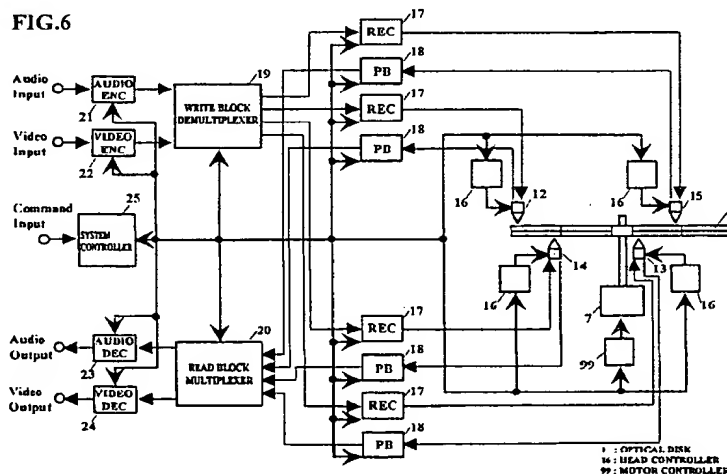 FIG.6
Audio Input
AUDIO ENC
21
Video Input
VIDEO ENC
22
Command Input
25
SYSTEM CONTROLLER
Audio Output
AUDIO DEC
23
Video Output
VIDEO DEC
24
19
WRITE BLOCK DEMULTIPLEXER
20
READ BLOCK MULTIPLEXER
17
REC
18
PB
17
REC
18
PB
17
REC
18
PB
17
REC
18
PB
16
12
16
15
14
13
16
16
7
99
1 : OPTICAL DISK
16 : HEAD CONTROLLER
99 : MOTOR CONTROLLER